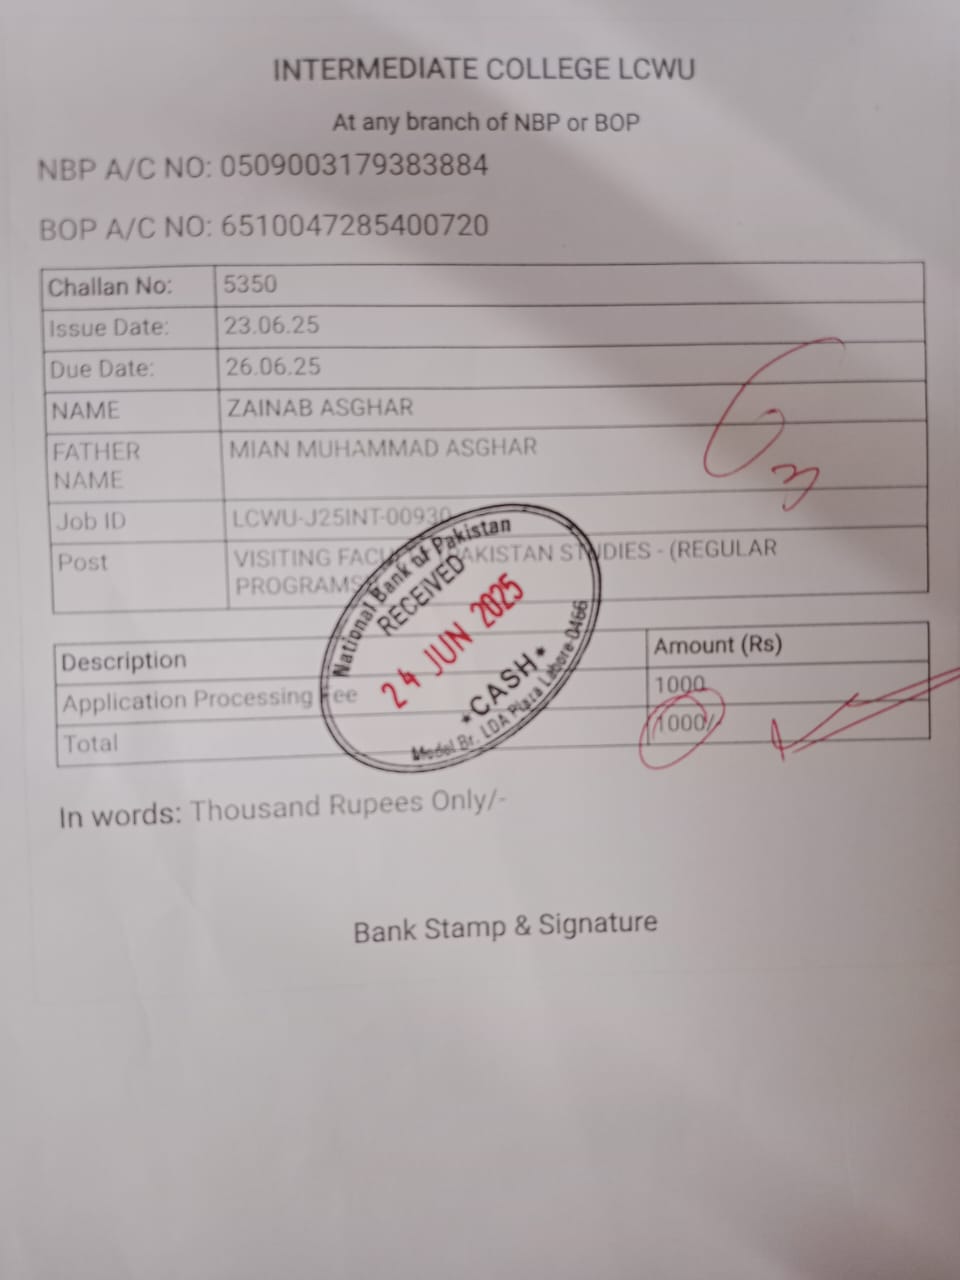 INTERMEDIATE COLLEGE LCWU
At any branch of NBP or BOP
NBP A/C NO: 0509003179383884
BOP A/C NO: 6510047285400720
Challan No: 5350
Issue Date: 23.06.25
Due Date: 26.06.25
NAME ZAINAB ASGHAR
FATHER NAME MIAN MUHAMMAD ASGHAR
Job ID LCWU-J25INT-00930
Post VISITING PAKISTAN STUDIES - (REGULAR
PROGRAMS
National Bank of Pakistan
RECEIVED
24 JUN 2025
*CASH*
Model Br. LDA Plaza Lahore-0466
Description Amount (Rs)
Application Processing Fee 1000
Total 1000/-
In words: Thousand Rupees Only/-
Bank Stamp & Signature